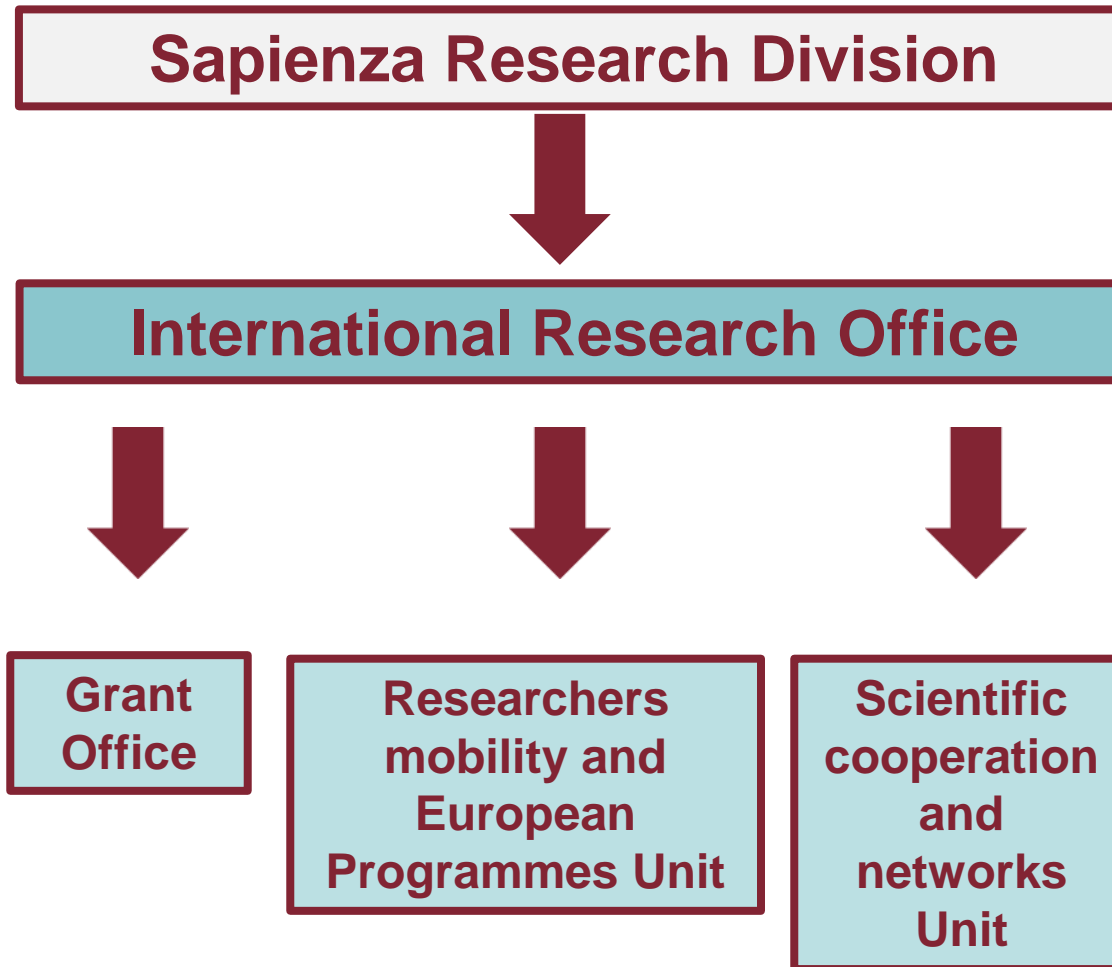 Sapienza Research Division
International Research Office
Grant
Office
Researchers
mobility and
European
Programmes Unit
Scientific
cooperation
and
networks
Unit